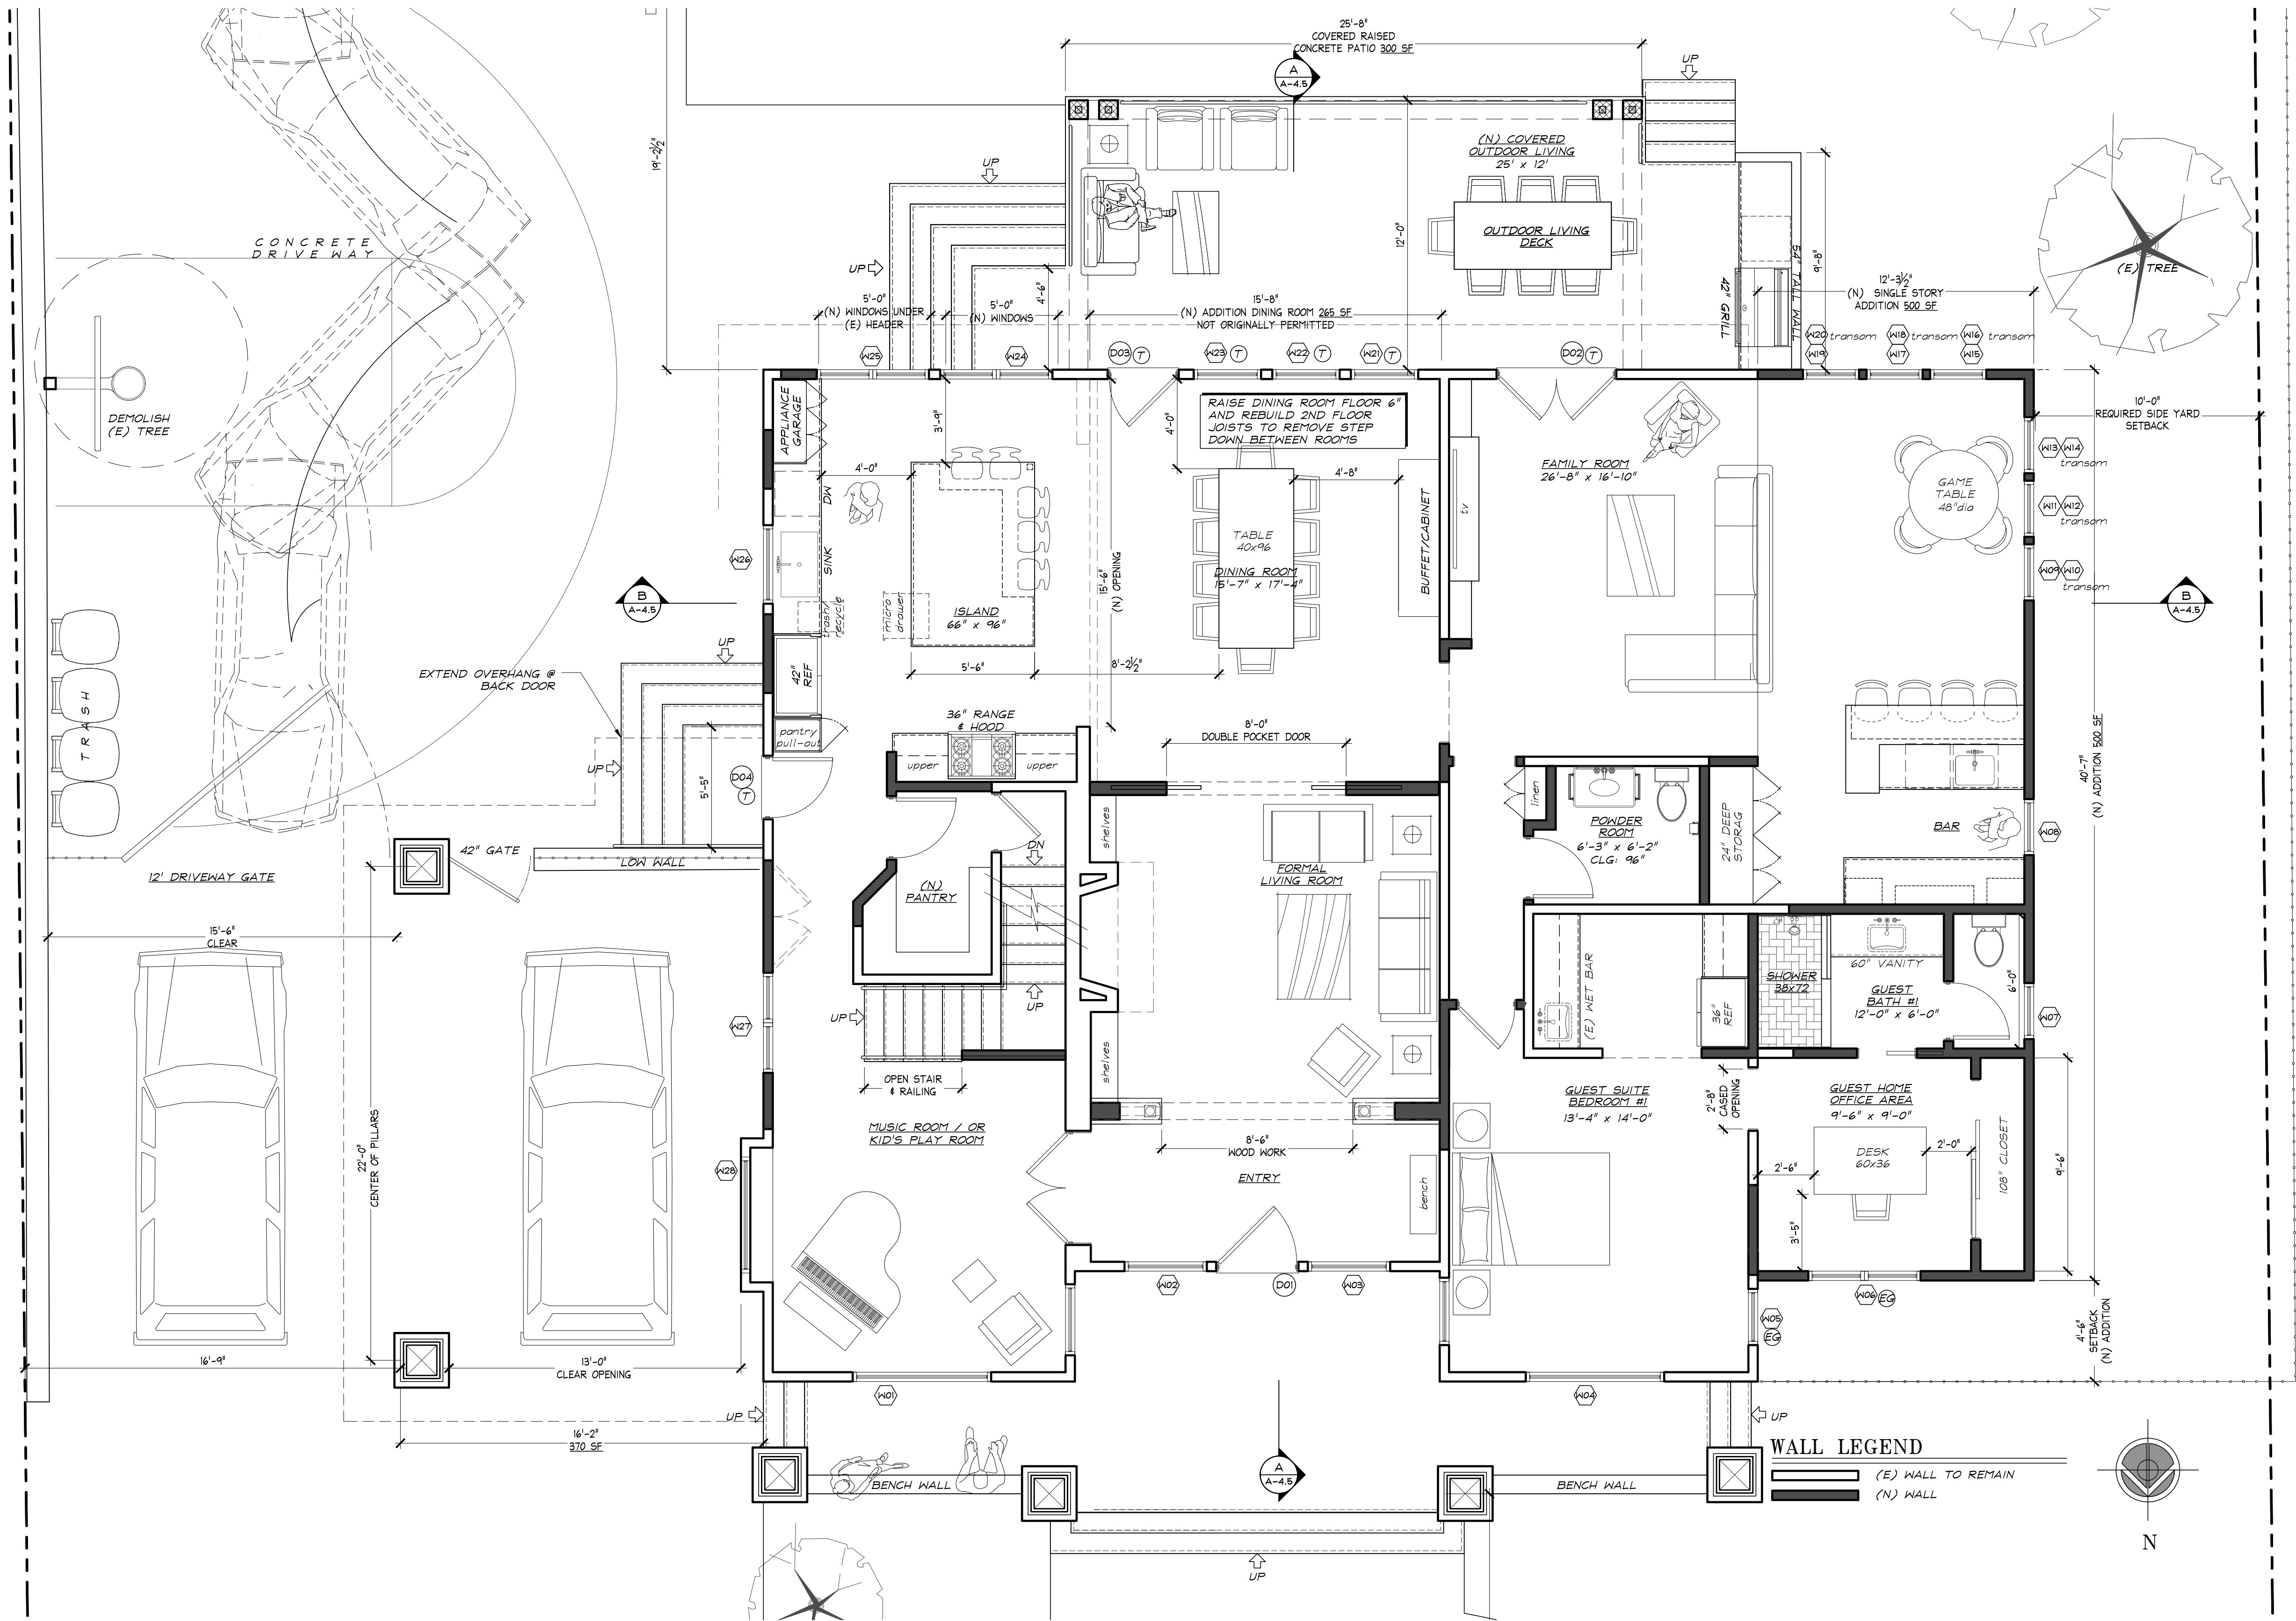 25'-8"
COVERED RAISED
CONCRETE PATIO 300 SF
A
A-4.5
UP
19'-2½"
UP
(N) COVERED
OUTDOOR LIVING
25' x 12'
CONCRETE
DRIVE WAY
OUTDOOR LIVING
DECK
12'-0"
UP
54" TALL WALL
42" GRILL
9'-8"
(E) TREE
5'-0"
(N) WINDOWS UNDER
(E) HEADER
5'-0"
(N) WINDOWS
4'-6"
15'-8"
(N) ADDITION DINING ROOM 265 SF
NOT ORIGINALLY PERMITTED
12'-3½"
(N) SINGLE STORY
ADDITION 500 SF
W25
W24
D03
T
W23
T
W22
T
W21
T
D02
T
W20
transom
W18
transom
W16
transom
W19
W17
W15
DEMOLISH
(E) TREE
APPLIANCE
GARAGE
3'-9"
4'-0"
RAISE DINING ROOM FLOOR 6"
AND REBUILD 2ND FLOOR
JOISTS TO REMOVE STEP
DOWN BETWEEN ROOMS
10'-0"
REQUIRED SIDE YARD
SETBACK
W13
W14
transom
4'-0"
DW
4'-8"
FAMILY ROOM
26'-8" x 16'-10"
GAME
TABLE
48"dia
W11
W12
transom
W26
SINK
tv
BUFFET/CABINET
TABLE
40x96
DINING ROOM
15'-7" x 17'-4"
15'-6"
(N) OPENING
W09
W10
transom
B
A-4.5
B
A-4.5
trash/
recycle
micro
drawer
ISLAND
66" x 96"
UP
EXTEND OVERHANG @
BACK DOOR
42"
REF
5'-6"
8'-2½"
TRASH
pantry
pull-out
36" RANGE
& HOOD
upper
upper
8'-0"
DOUBLE POCKET DOOR
UP
5'-5"
D04
T
40'-7"
(N) ADDITION 500 SF
linen
POWDER
ROOM
6'-3" x 6'-2"
CLG: 96"
24" DEEP
STORAG
BAR
W08
shelves
DN
42" GATE
LOW WALL
12' DRIVEWAY GATE
(N)
PANTRY
FORMAL
LIVING ROOM
15'-6"
CLEAR
(E) WET BAR
36"
REF
SHOWER
38x72
60" VANITY
GUEST
BATH #1
12'-0" x 6'-0"
6'-0"
W27
UP
UP
W07
shelves
OPEN STAIR
& RAILING
2'-8"
CASED
OPENING
GUEST SUITE
BEDROOM #1
13'-4" x 14'-0"
GUEST HOME
OFFICE AREA
9'-6" x 9'-0"
MUSIC ROOM / OR
KID'S PLAY ROOM
8'-6"
WOOD WORK
ENTRY
bench
DESK
60x36
2'-6"
2'-0"
108" CLOSET
9'-6"
3'-5"
22'-0"
CENTER OF PILLARS
W28
W02
D01
W03
W06
EG
W05
EG
4'-6"
SETBACK
(N) ADDITION
16'-9"
13'-0"
CLEAR OPENING
W01
W04
UP
UP
16'-2"
370 SF
BENCH WALL
A
A-4.5
BENCH WALL
WALL LEGEND
(E) WALL TO REMAIN
(N) WALL
N
UP